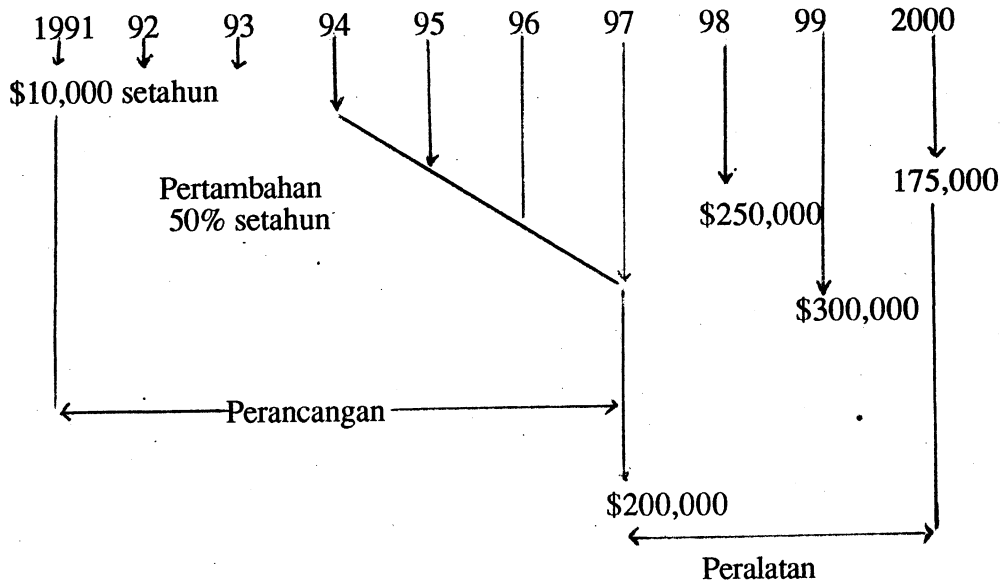 1991 92 93 94 95 96 97 98 99 2000
$10,000 setahun
Pertambahan
50% setahun
175,000
$250,000
$300,000
Perancangan
$200,000
Peralatan